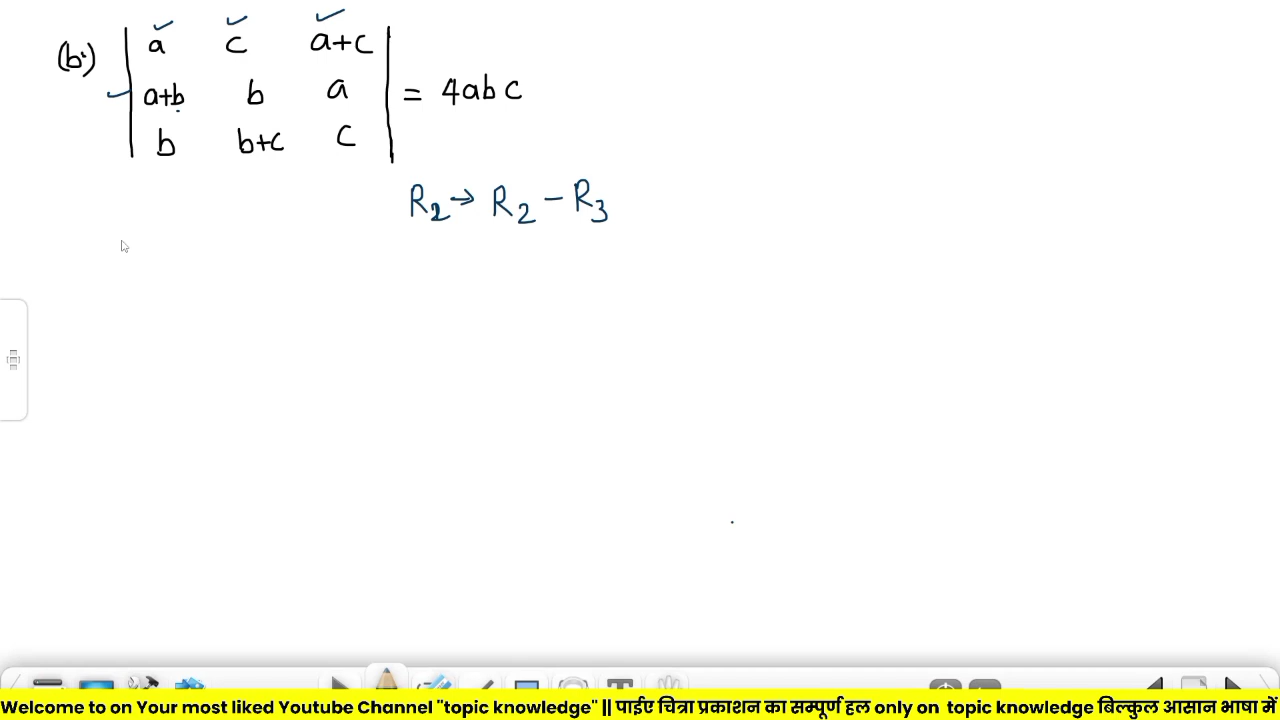 (b.) | a c a+c |
| a+b b a | = 4abc
| b b+c c |
R₂ → R₂ – R₃
Welcome to on Your most liked Youtube Channel "topic knowledge" || पाईए चित्रा प्रकाशन का सम्पूर्ण हल only on topic knowledge बिल्कुल आसान भाषा में